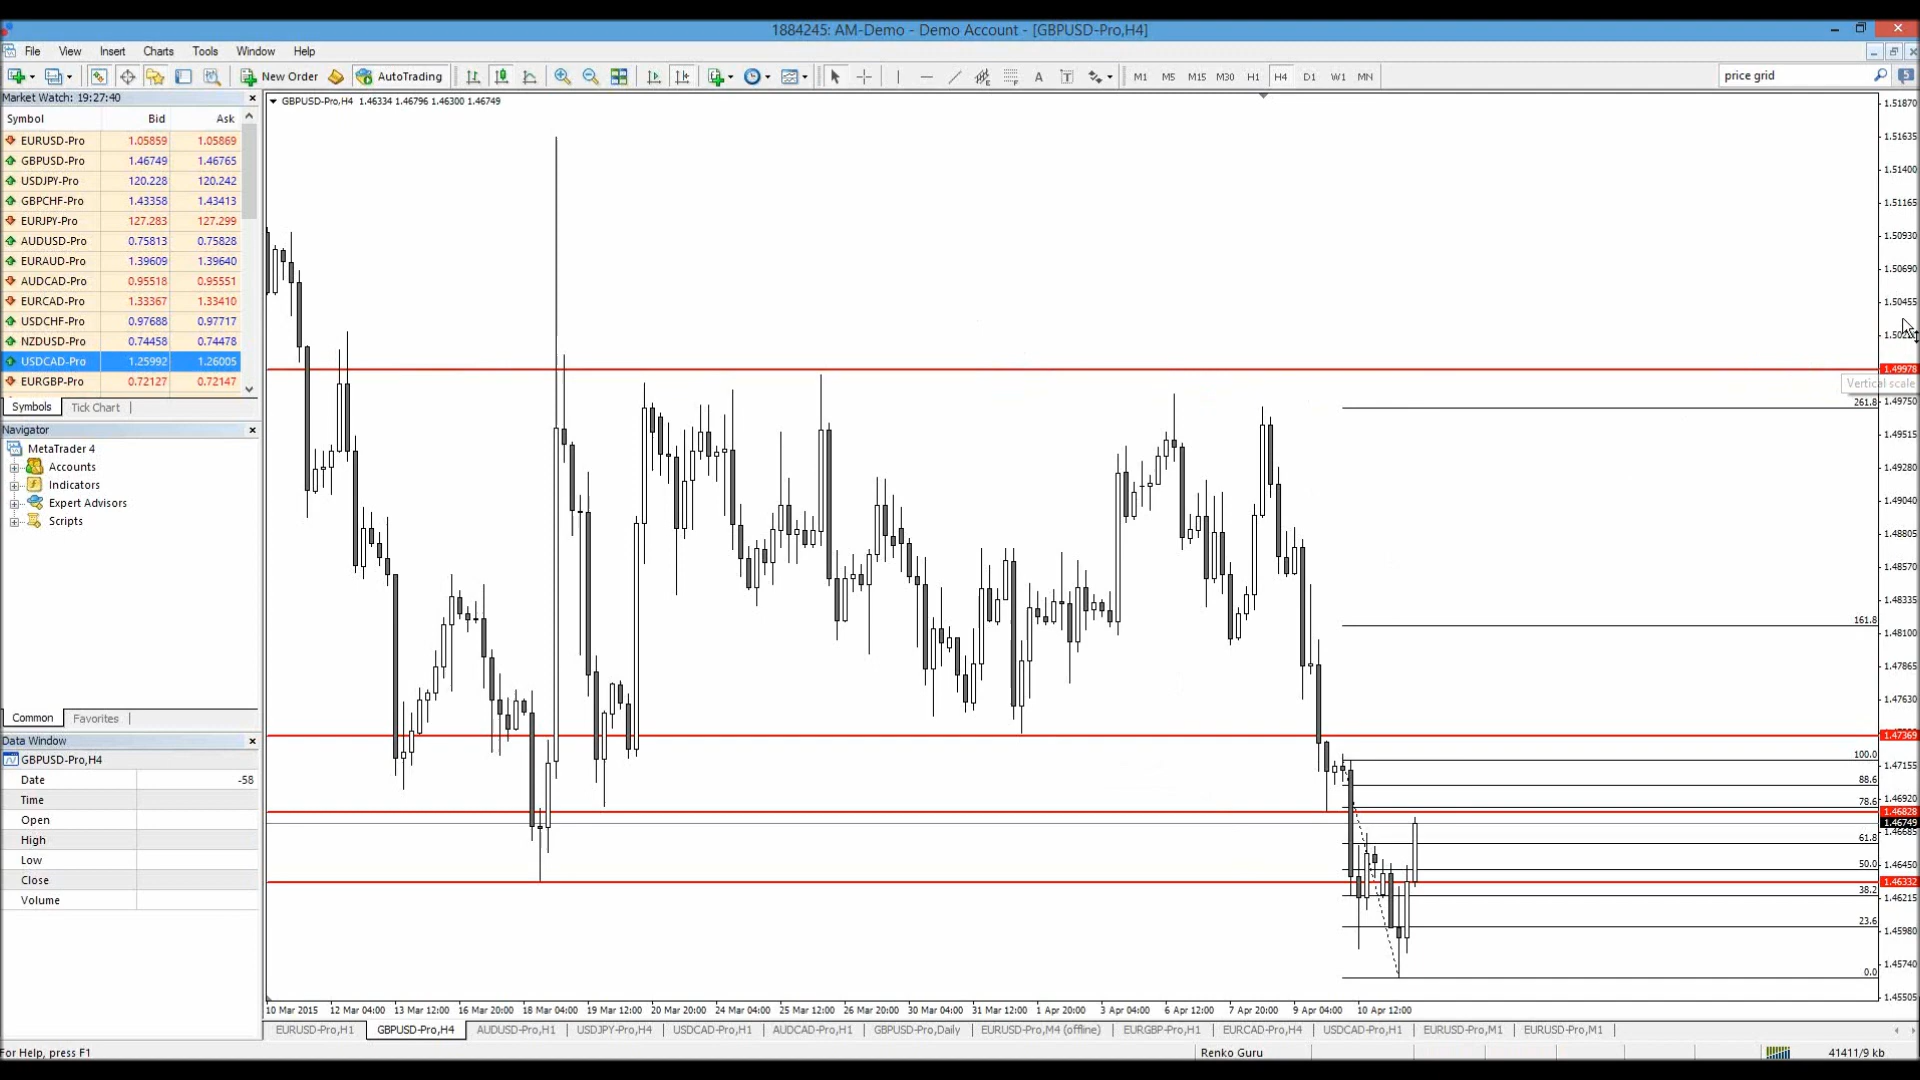 1884245: AM-Demo - Demo Account - [GBPUSD-Pro,H4]
File View Insert Charts Tools Window Help
New Order AutoTrading A T M1 M5 M15 M30 H1 H4 D1 W1 MN price grid 5
Market Watch: 19:27:40
Symbol Bid Ask
EURUSD-Pro 1.05859 1.05869
GBPUSD-Pro 1.46749 1.46765
USDJPY-Pro 120.228 120.242
GBPCHF-Pro 1.43358 1.43413
EURJPY-Pro 127.283 127.299
AUDUSD-Pro 0.75813 0.75828
EURAUD-Pro 1.39609 1.39640
AUDCAD-Pro 0.95518 0.95551
EURCAD-Pro 1.33367 1.33410
USDCHF-Pro 0.97688 0.97717
NZDUSD-Pro 0.74458 0.74478
USDCAD-Pro 1.25992 1.26005
EURGBP-Pro 0.72127 0.72147
Symbols Tick Chart
Navigator
MetaTrader 4
Accounts
Indicators
Expert Advisors
Scripts
Common Favorites
Data Window
GBPUSD-Pro,H4
Date -58
Time
Open
High
Low
Close
Volume
GBPUSD-Pro,H4 1.46334 1.46796 1.46300 1.46749
1.51870
1.51635
1.51400
1.51165
1.50930
1.50690
1.50455
1.49978
Vertical scale
1.49750
261.8
1.49515
1.49280
1.49040
1.48805
1.48570
1.48335
161.8
1.48100
1.47865
1.47630
1.47369
100.0
1.47155
88.6
1.46920
78.6
1.46828
1.46749
1.46685
61.8
1.46450
50.0
1.46332
38.2
1.46215
23.6
1.45980
1.45740
0.0
1.45505
10 Mar 2015 12 Mar 04:00 13 Mar 12:00 16 Mar 20:00 18 Mar 04:00 19 Mar 12:00 20 Mar 20:00 24 Mar 04:00 25 Mar 12:00 26 Mar 20:00 30 Mar 04:00 31 Mar 12:00 1 Apr 20:00 3 Apr 04:00 6 Apr 12:00 7 Apr 20:00 9 Apr 04:00 10 Apr 12:00
EURUSD-Pro,H1 GBPUSD-Pro,H4 AUDUSD-Pro,H1 USDJPY-Pro,H4 USDCAD-Pro,H1 AUDCAD-Pro,H1 GBPUSD-Pro,Daily EURUSD-Pro,M4 (offline) EURGBP-Pro,H1 EURCAD-Pro,H4 USDCAD-Pro,H1 EURUSD-Pro,M1 EURUSD-Pro,M1
For Help, press F1 Renko Guru 41411/9 kb